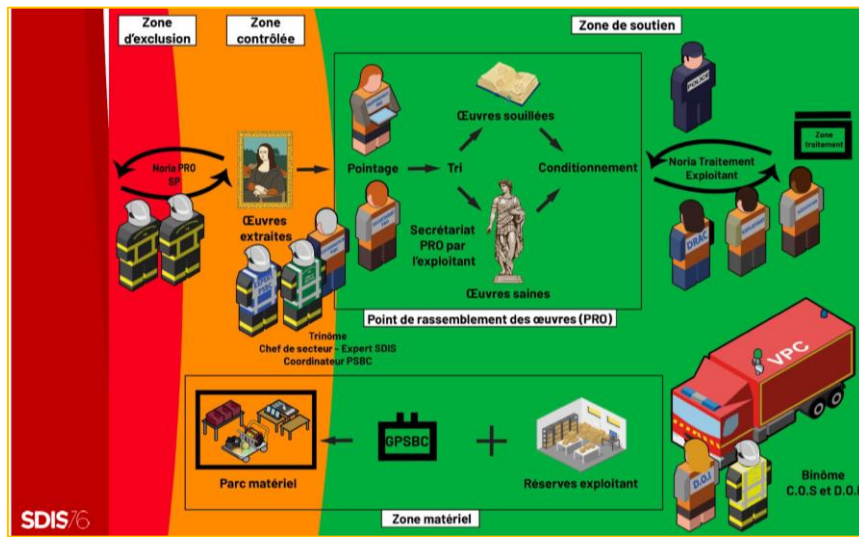 Zone
d'exclusion
Zone
contrôlée
Zone de soutien
POLICE
Noria PRO
SP
Œuvres
extraites
Pointage
Tri
Œuvres souillées
Conditionnement
Secrétariat
PRO par
l'exploitant
Œuvres saines
Noria Traitement
Exploitant
Zone
traitement
DRAC
Point de rassemblement des œuvres (PRO)
Trinôme
Chef de secteur - Expert SDIS
Coordinateur PSBC
VPC
Parc matériel
GPSBC
Réserves exploitant
D.O.I
Binôme
C.O.S et D.O.I
Zone matériel
SDIS76